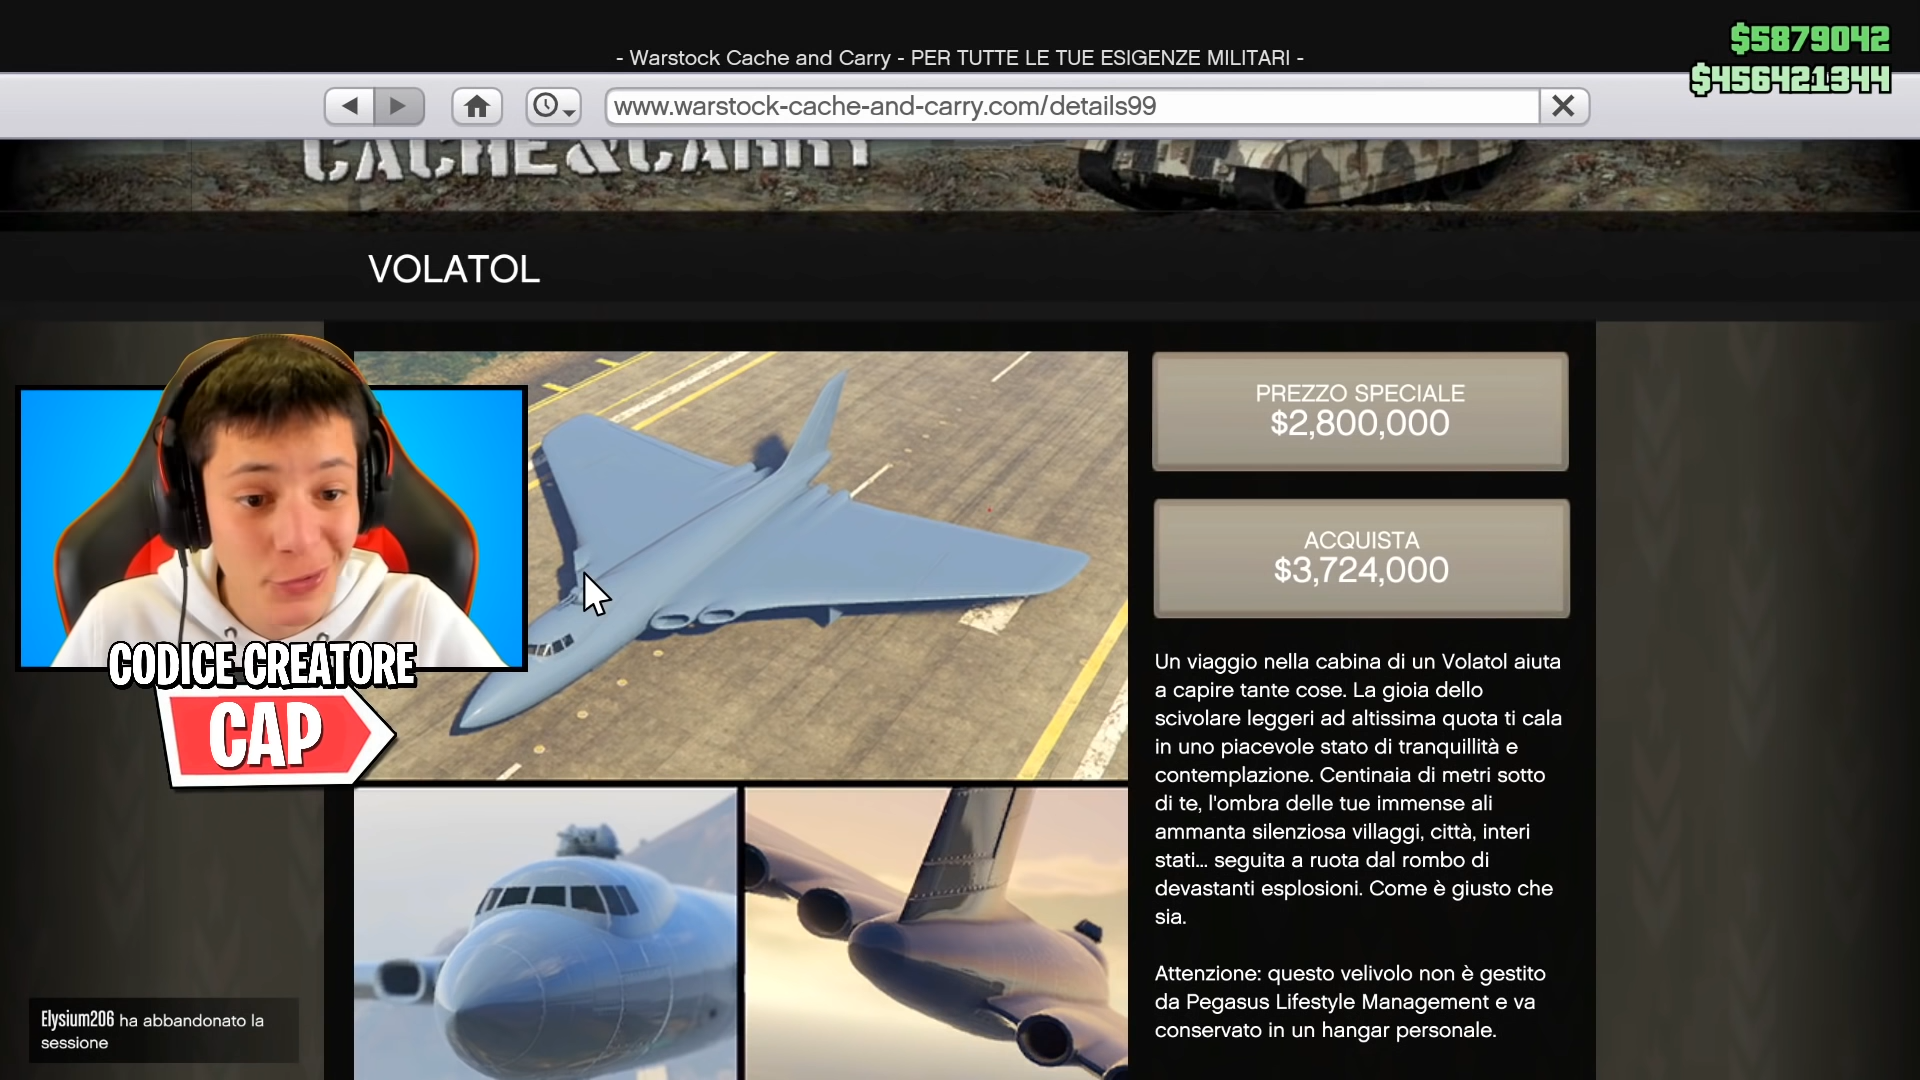 $5879042
- Warstock Cache and Carry - PER TUTTE LE TUE ESIGENZE MILITARI -
$456421344
www.warstock-cache-and-carry.com/details99
CACHE&CARRY
VOLATOL
PREZZO SPECIALE
$2,800,000
ACQUISTA
$3,724,000
Un viaggio nella cabina di un Volatol aiuta
a capire tante cose. La gioia dello
scivolare leggeri ad altissima quota ti cala
in uno piacevole stato di tranquillità e
contemplazione. Centinaia di metri sotto
di te, l'ombra delle tue immense ali
ammanta silenziosa villaggi, città, interi
stati... seguita a ruota dal rombo di
devastanti esplosioni. Come è giusto che
sia.
Attenzione: questo velivolo non è gestito
da Pegasus Lifestyle Management e va
conservato in un hangar personale.
CODICE CREATORE
CAP
Elysium206 ha abbandonato la
sessione